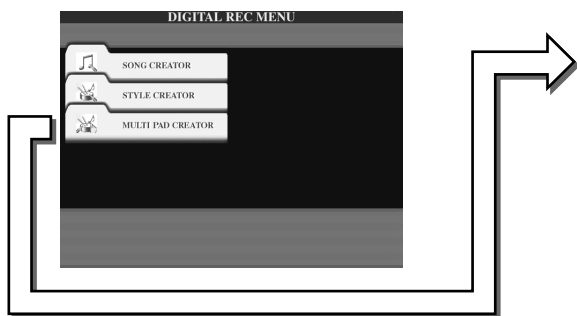 DIGITAL REC MENU
SONG CREATOR
STYLE CREATOR
MULTI PAD CREATOR